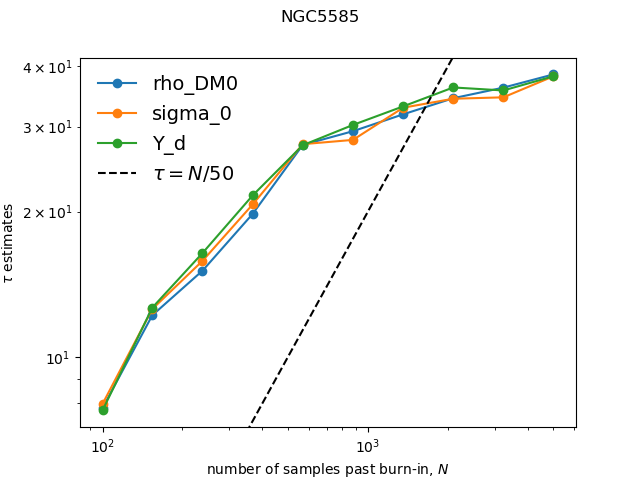 NGC5585
4 × 10¹
3 × 10¹
2 × 10¹
10¹
τ estimates
rho_DM0
sigma_0
Y_d
τ = N/50
10² 10³
number of samples past burn-in, N